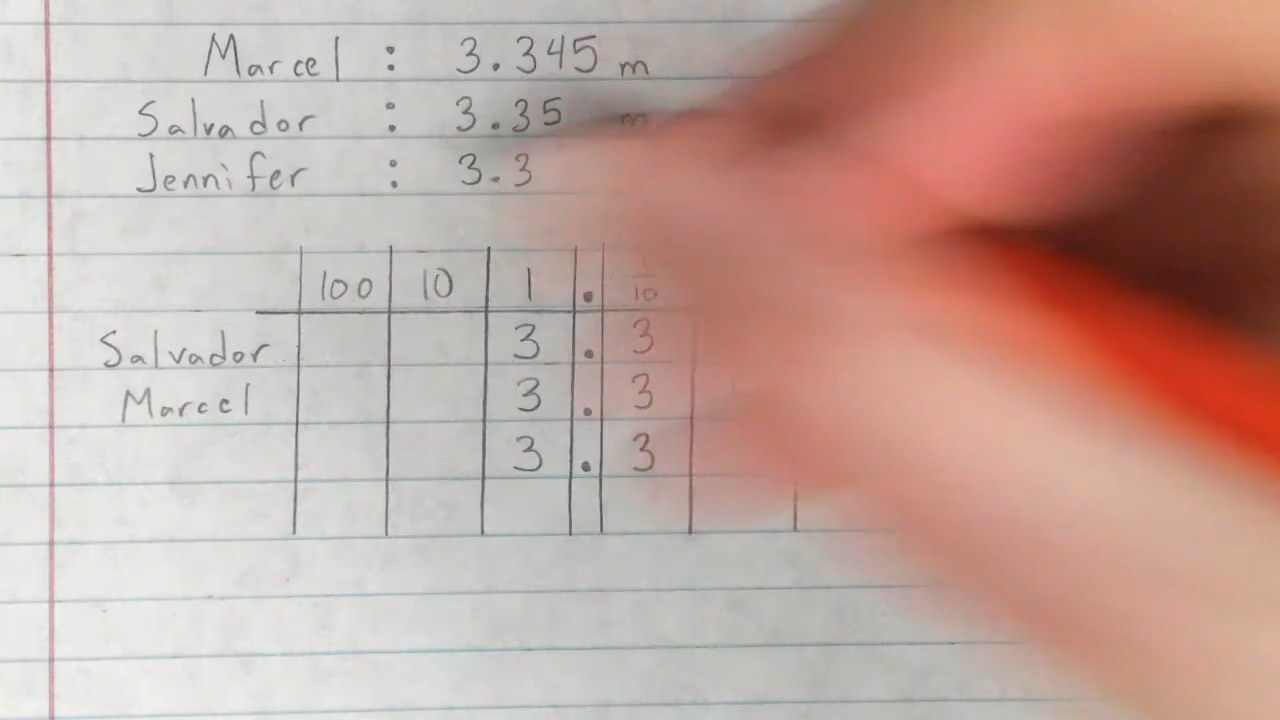 Marcel : 3.345 m
Salvador : 3.35 m
Jennifer : 3.3
100 10 1 . 10
Salvador 3 . 3
Marcel 3 . 3
3 . 3